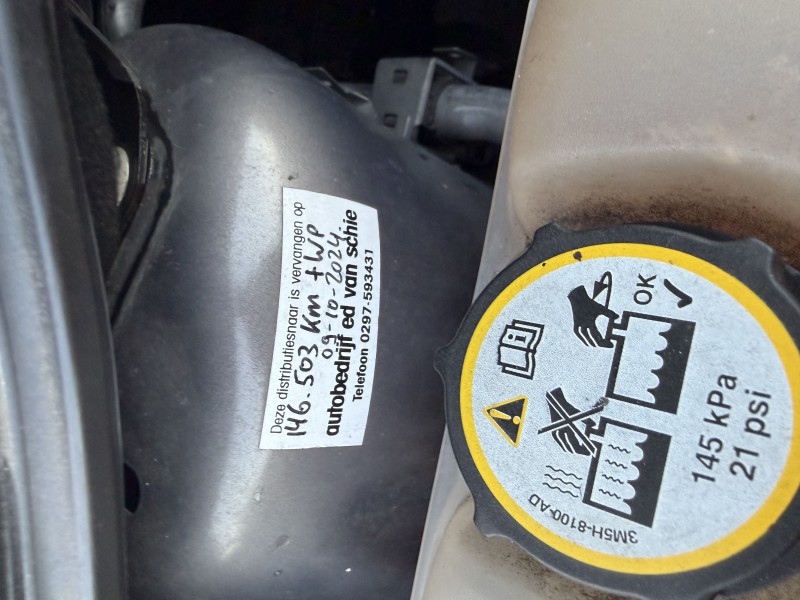 Deze distributiesnaar is vervangen op
146.503 Km + WP
09-10-2024.
autobedrijf ed van schie
Telefoon 0297-593431
OK
145 kPa
21 psi
3M5H-8100-AD